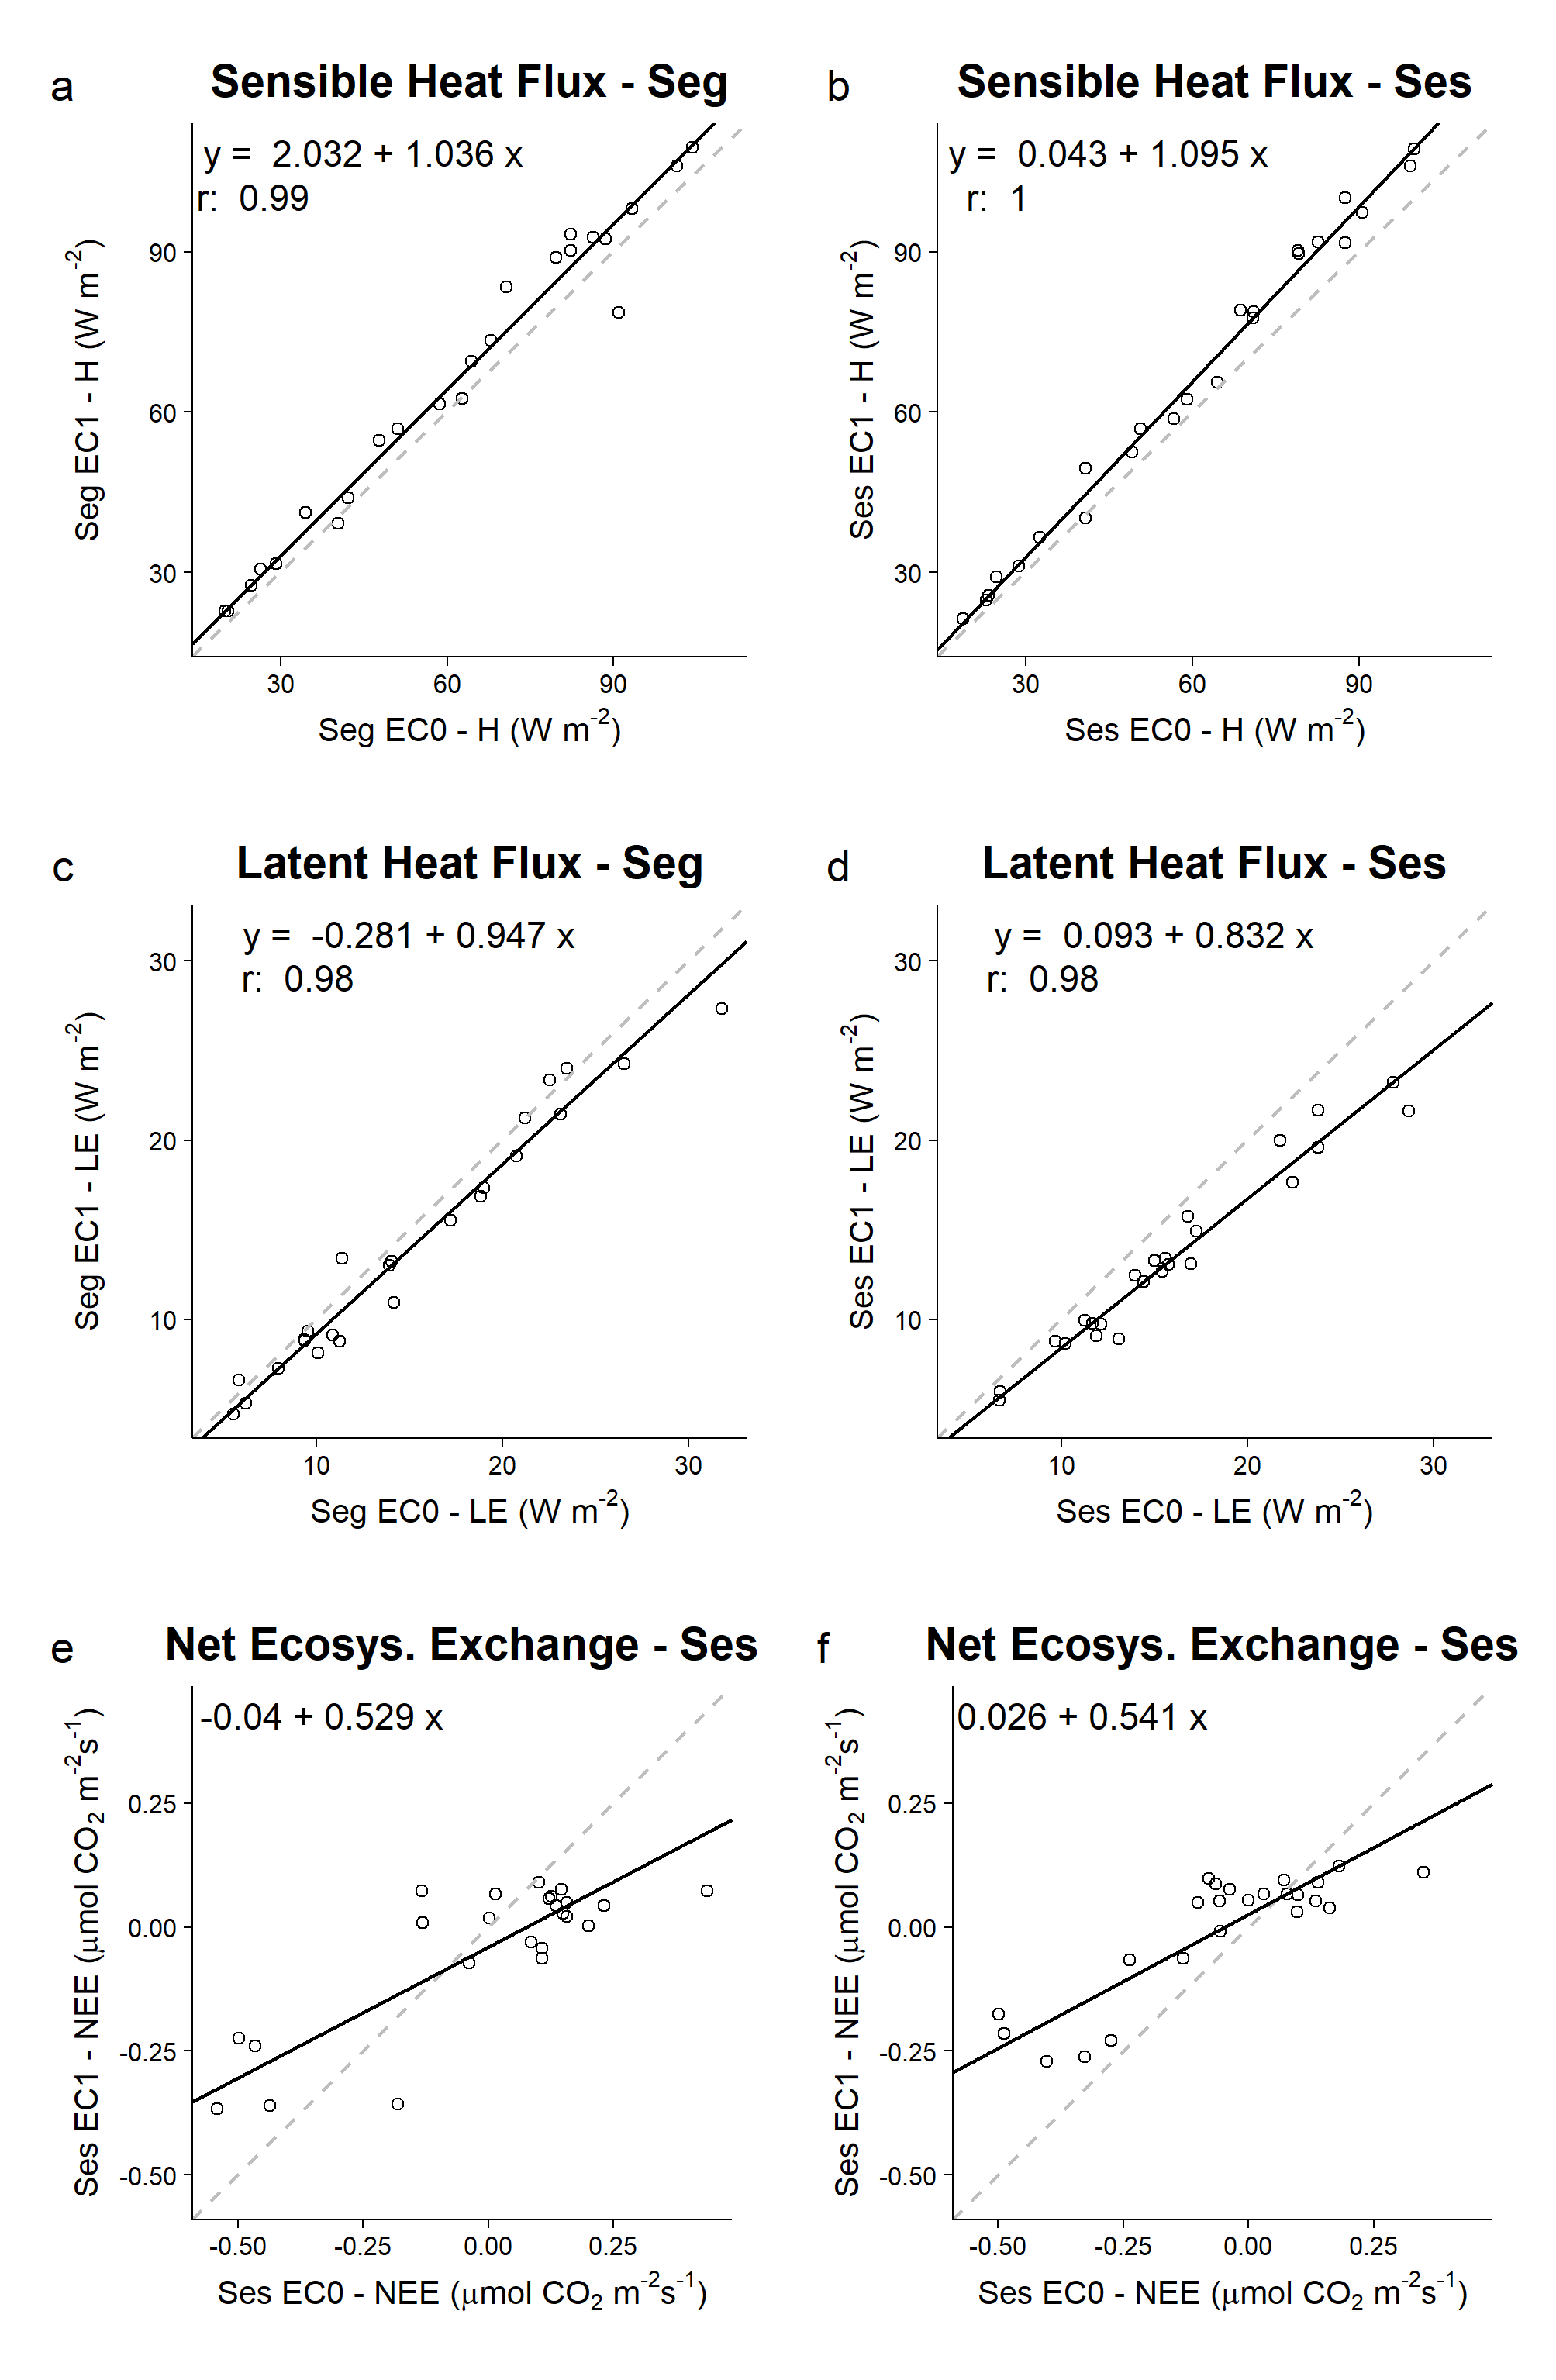 a
Sensible Heat Flux - Seg
y = 2.032 + 1.036 x
r: 0.99
Seg EC1 - H (W m-2)
90
60
30
30 60 90
Seg EC0 - H (W m-2)
b
Sensible Heat Flux - Ses
y = 0.043 + 1.095 x
r: 1
Ses EC1 - H (W m-2)
90
60
30
30 60 90
Ses EC0 - H (W m-2)
c
Latent Heat Flux - Seg
y = -0.281 + 0.947 x
r: 0.98
Seg EC1 - LE (W m-2)
30
20
10
10 20 30
Seg EC0 - LE (W m-2)
d
Latent Heat Flux - Ses
y = 0.093 + 0.832 x
r: 0.98
Ses EC1 - LE (W m-2)
30
20
10
10 20 30
Ses EC0 - LE (W m-2)
e
Net Ecosys. Exchange - Ses
-0.04 + 0.529 x
Ses EC1 - NEE (μmol CO2 m-2s-1)
0.25
0.00
-0.25
-0.50
-0.50 -0.25 0.00 0.25
Ses EC0 - NEE (μmol CO2 m-2s-1)
f
Net Ecosys. Exchange - Ses
0.026 + 0.541 x
Ses EC1 - NEE (μmol CO2 m-2s-1)
0.25
0.00
-0.25
-0.50
-0.50 -0.25 0.00 0.25
Ses EC0 - NEE (μmol CO2 m-2s-1)